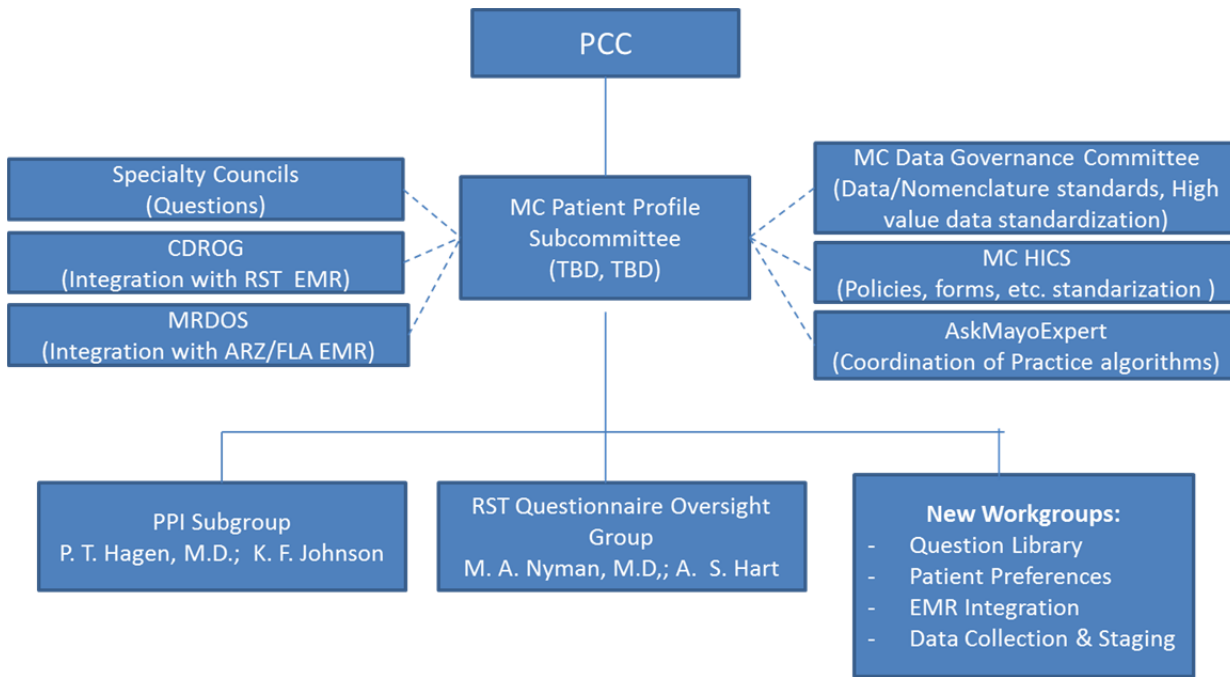 PCC
Specialty Councils
(Questions)
CDROG
(Integration with RST  EMR)
MRDOS
(Integration with ARZ/FLA EMR)
MC Patient Profile
Subcommittee
(TBD, TBD)
MC Data Governance Committee
(Data/Nomenclature standards, High
value data standardization)
MC HICS
(Policies, forms, etc. standarization )
AskMayoExpert
(Coordination of Practice algorithms)
PPI Subgroup
P. T. Hagen, M.D.;  K. F. Johnson
RST Questionnaire Oversight
Group
M. A. Nyman, M.D,; A.  S. Hart
New Workgroups:
- Question Library
- Patient Preferences
- EMR Integration
- Data Collection & Staging